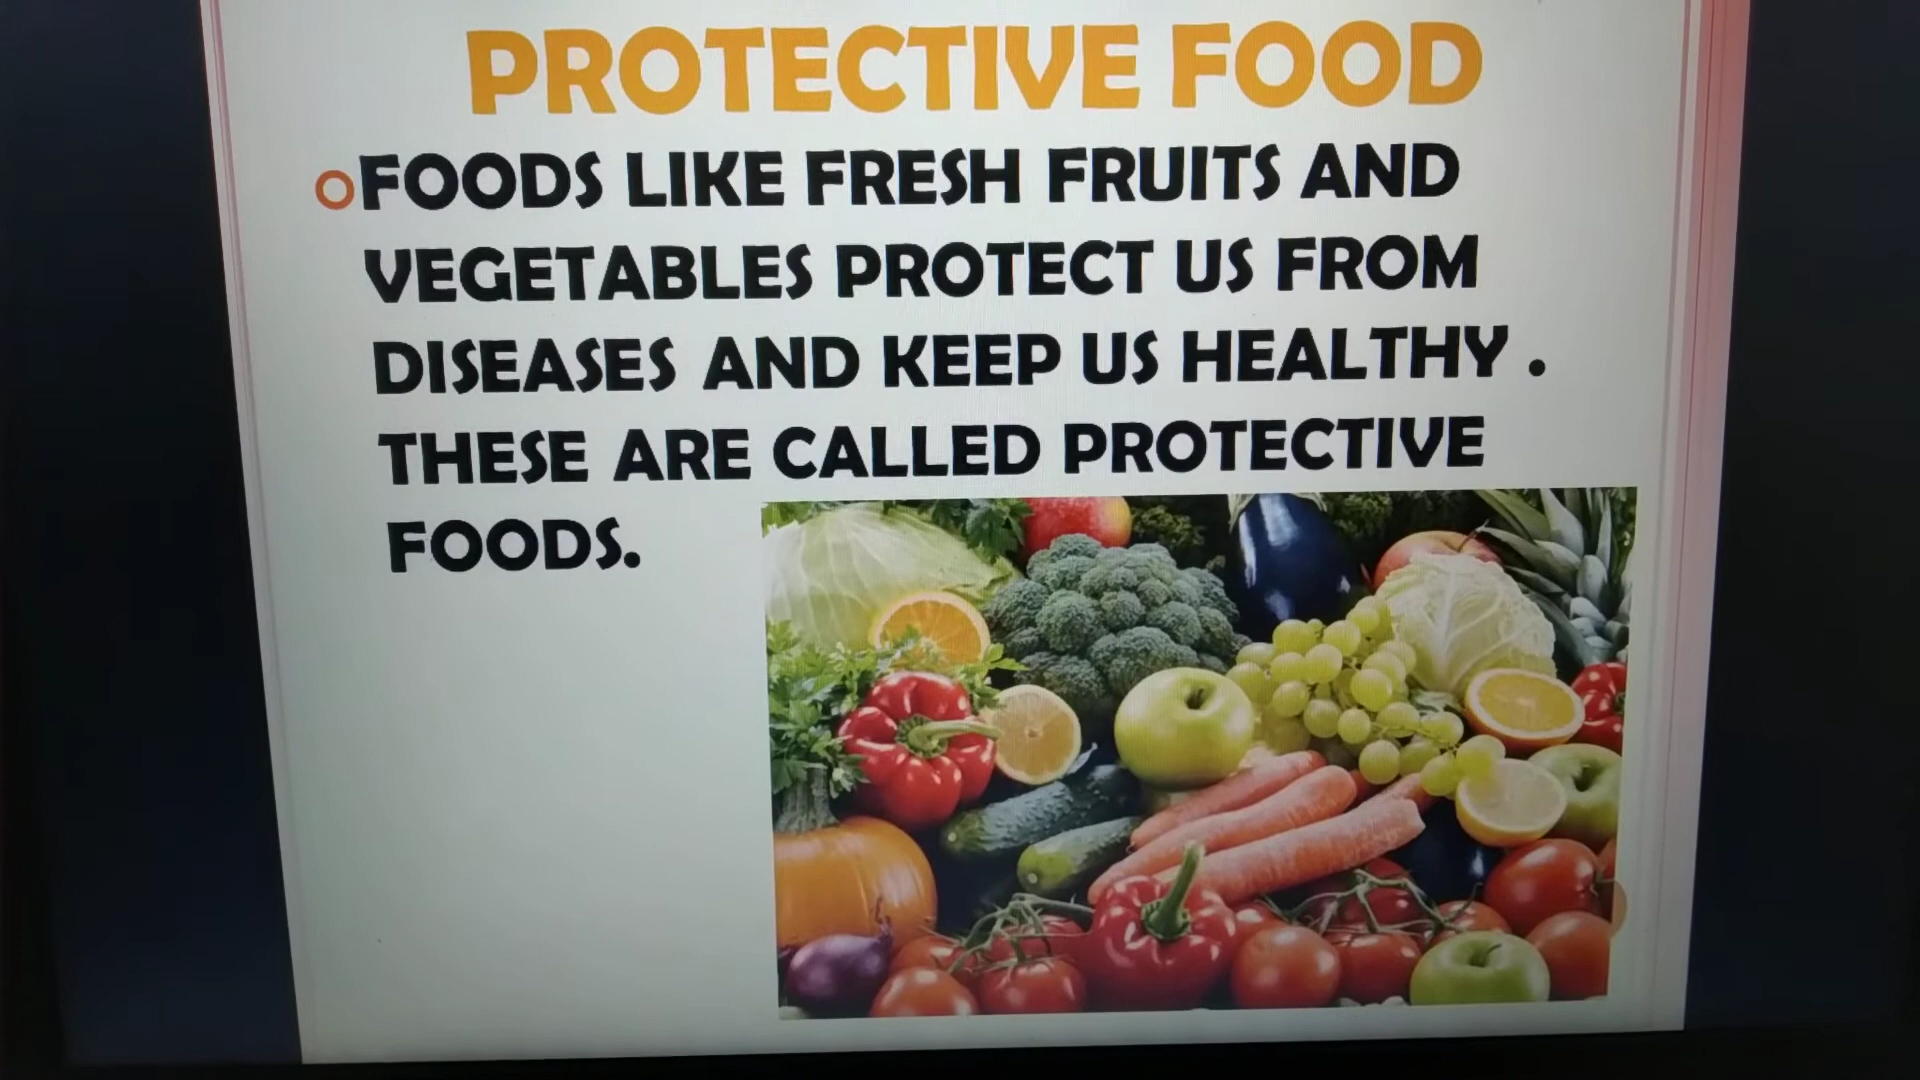 PROTECTIVE FOOD
FOODS LIKE FRESH FRUITS AND
VEGETABLES PROTECT US FROM
DISEASES AND KEEP US HEALTHY .
THESE ARE CALLED PROTECTIVE
FOODS.